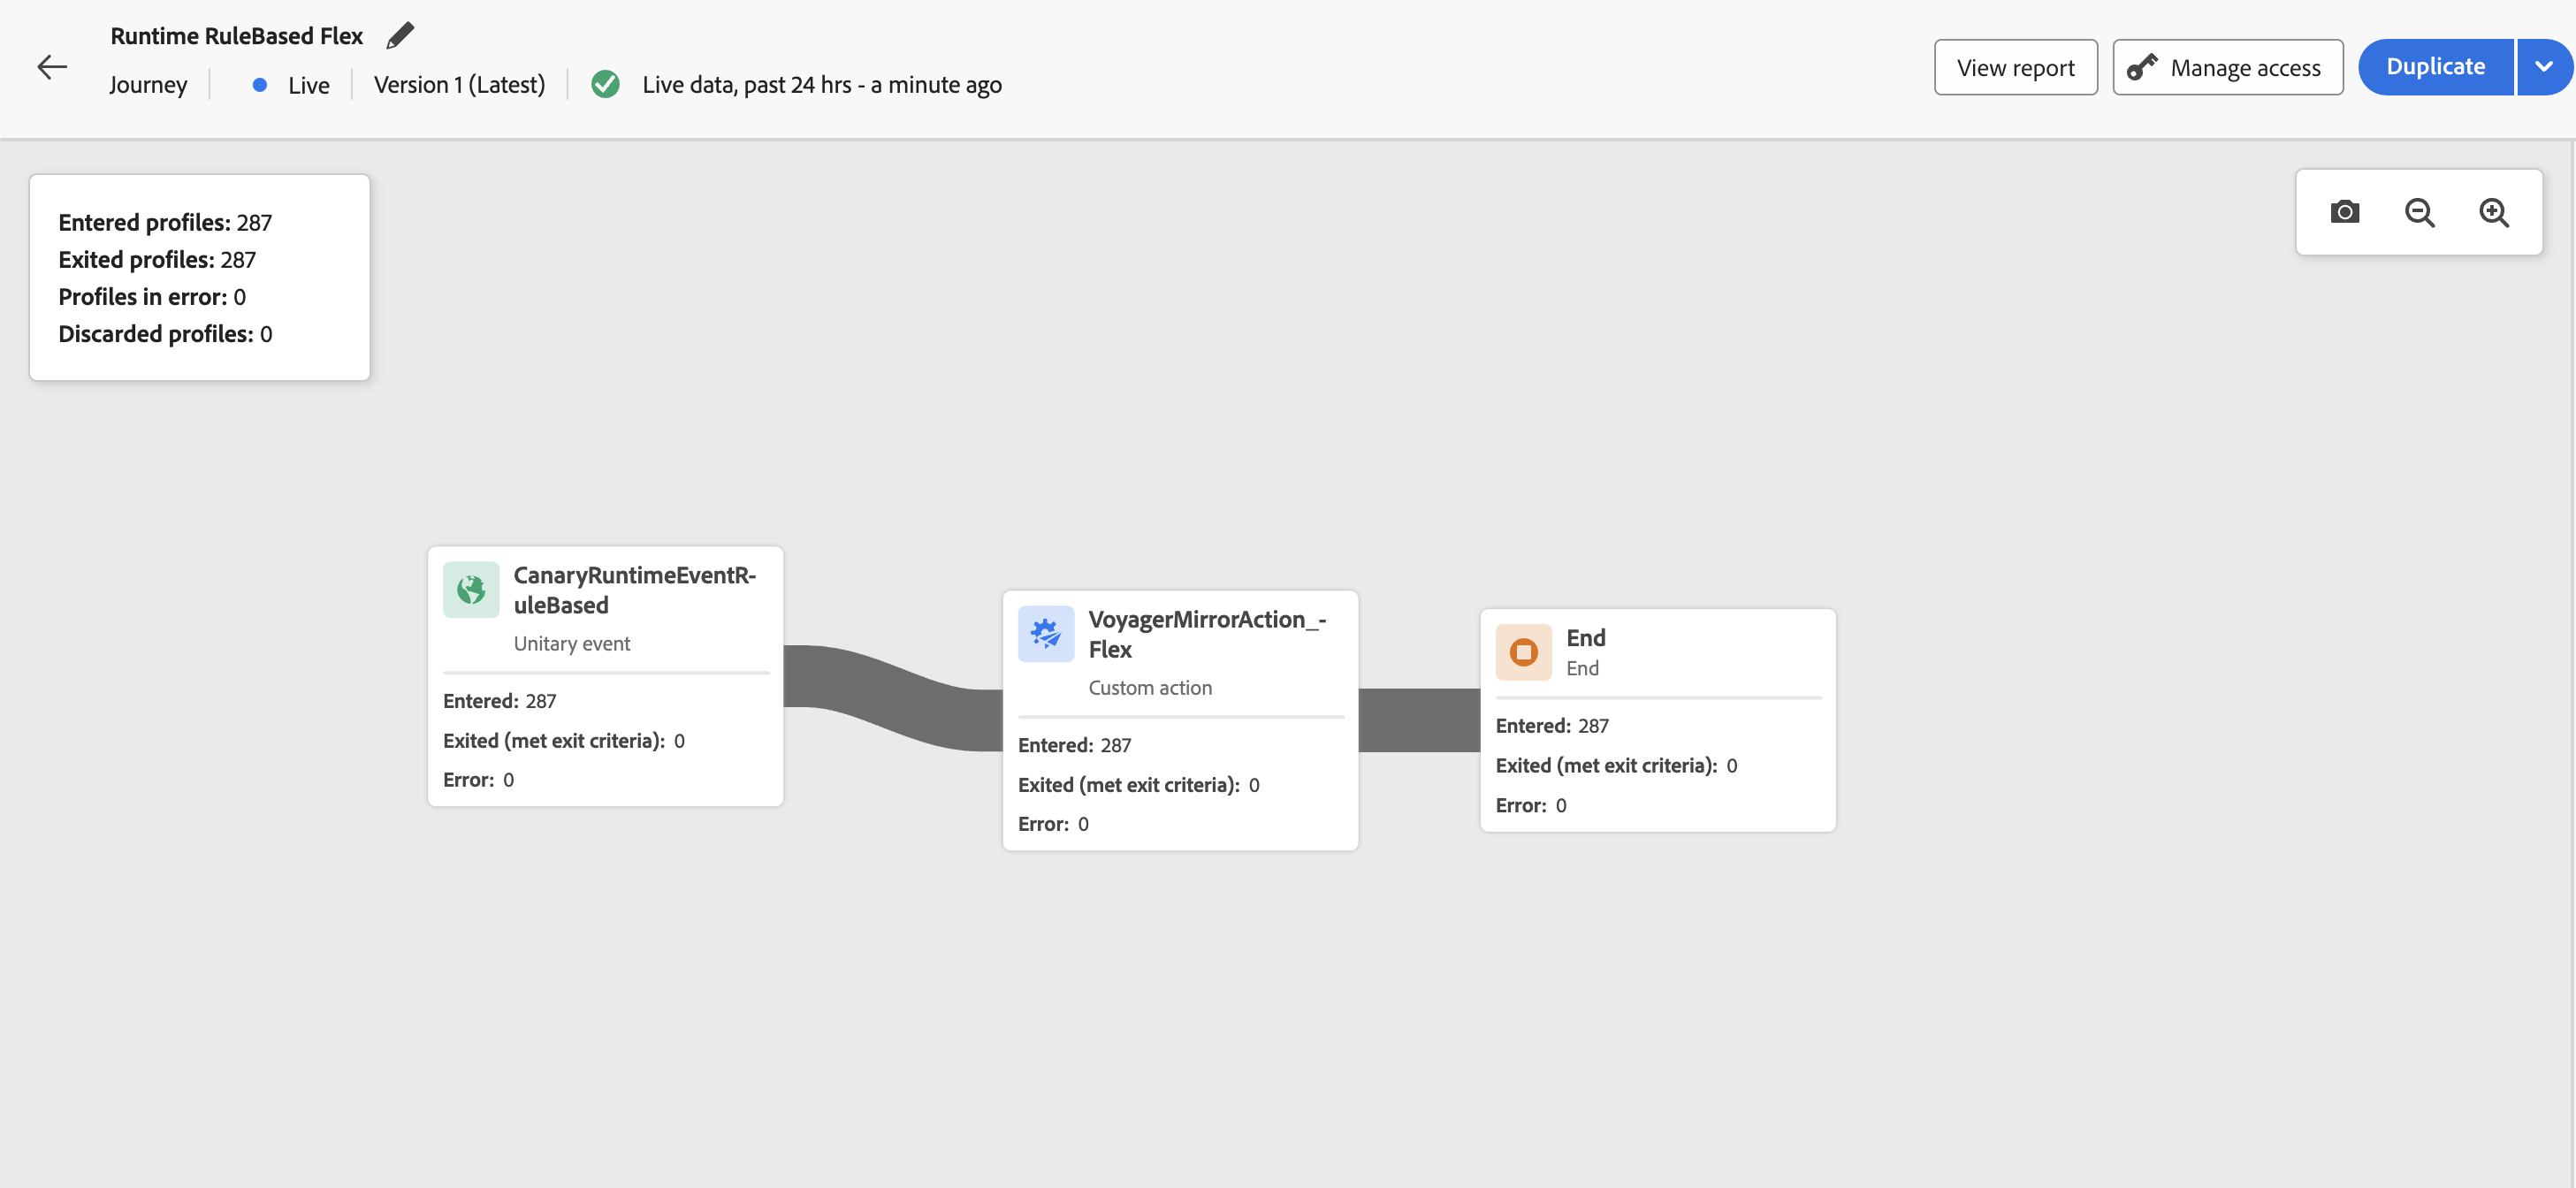 Runtime RuleBased Flex
Journey
Live
Version 1 (Latest)
Live data, past 24 hrs - a minute ago
View report
Manage access
Duplicate
Entered profiles: 287
Exited profiles: 287
Profiles in error: 0
Discarded profiles: 0
CanaryRuntimeEventR-
uleBased
Unitary event
Entered: 287
Exited (met exit criteria): 0
Error: 0
VoyagerMirrorAction_-
Flex
Custom action
Entered: 287
Exited (met exit criteria): 0
Error: 0
End
End
Entered: 287
Exited (met exit criteria): 0
Error: 0